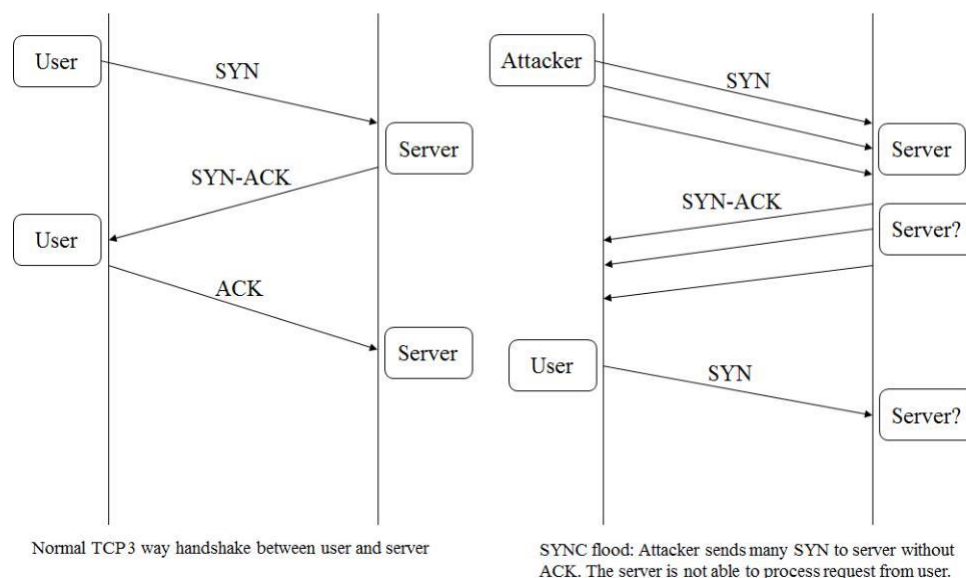 User
SYN
Server
SYN-ACK
User
ACK
Server
Normal TCP 3 way handshake between user and server
Attacker
SYN
Server
SYN-ACK
Server?
User
SYN
Server?
SYNC flood: Attacker sends many SYN to server without
ACK. The server is not able to process request from user.